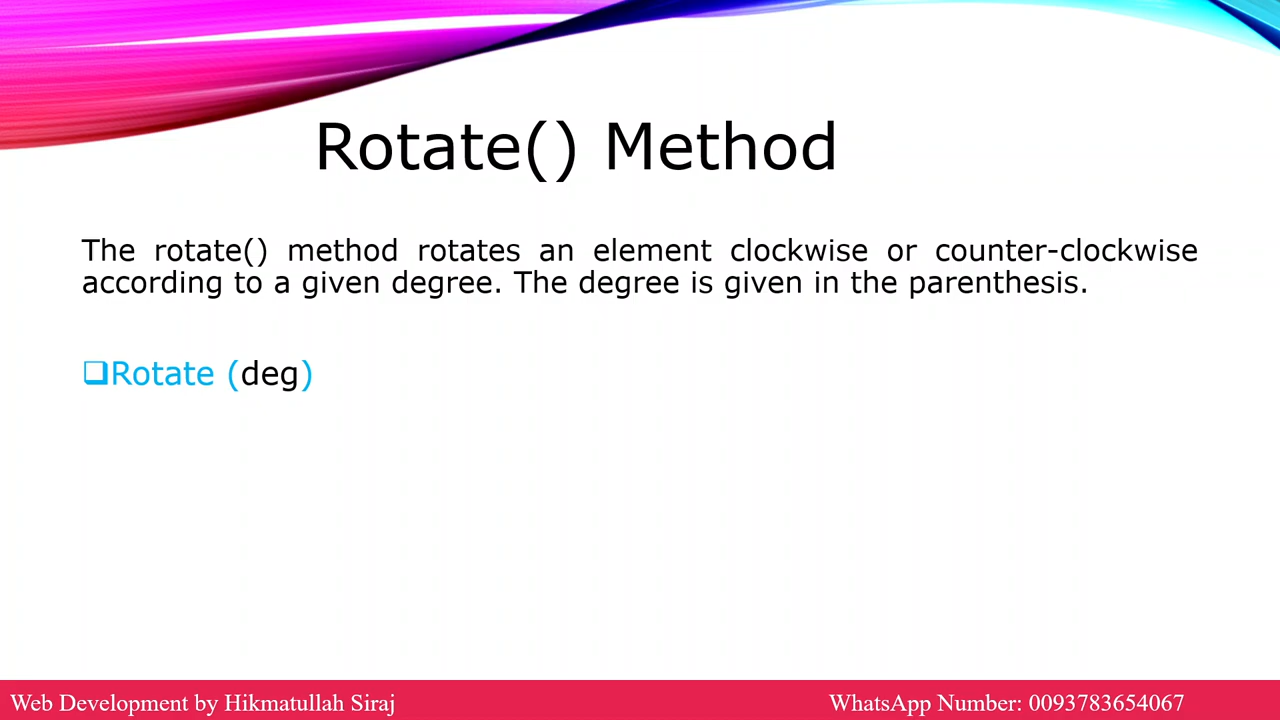 Rotate() Method
The rotate() method rotates an element clockwise or counter-clockwise
according to a given degree. The degree is given in the parenthesis.
❑Rotate (deg)
Web Development by Hikmatullah Siraj
WhatsApp Number: 0093783654067